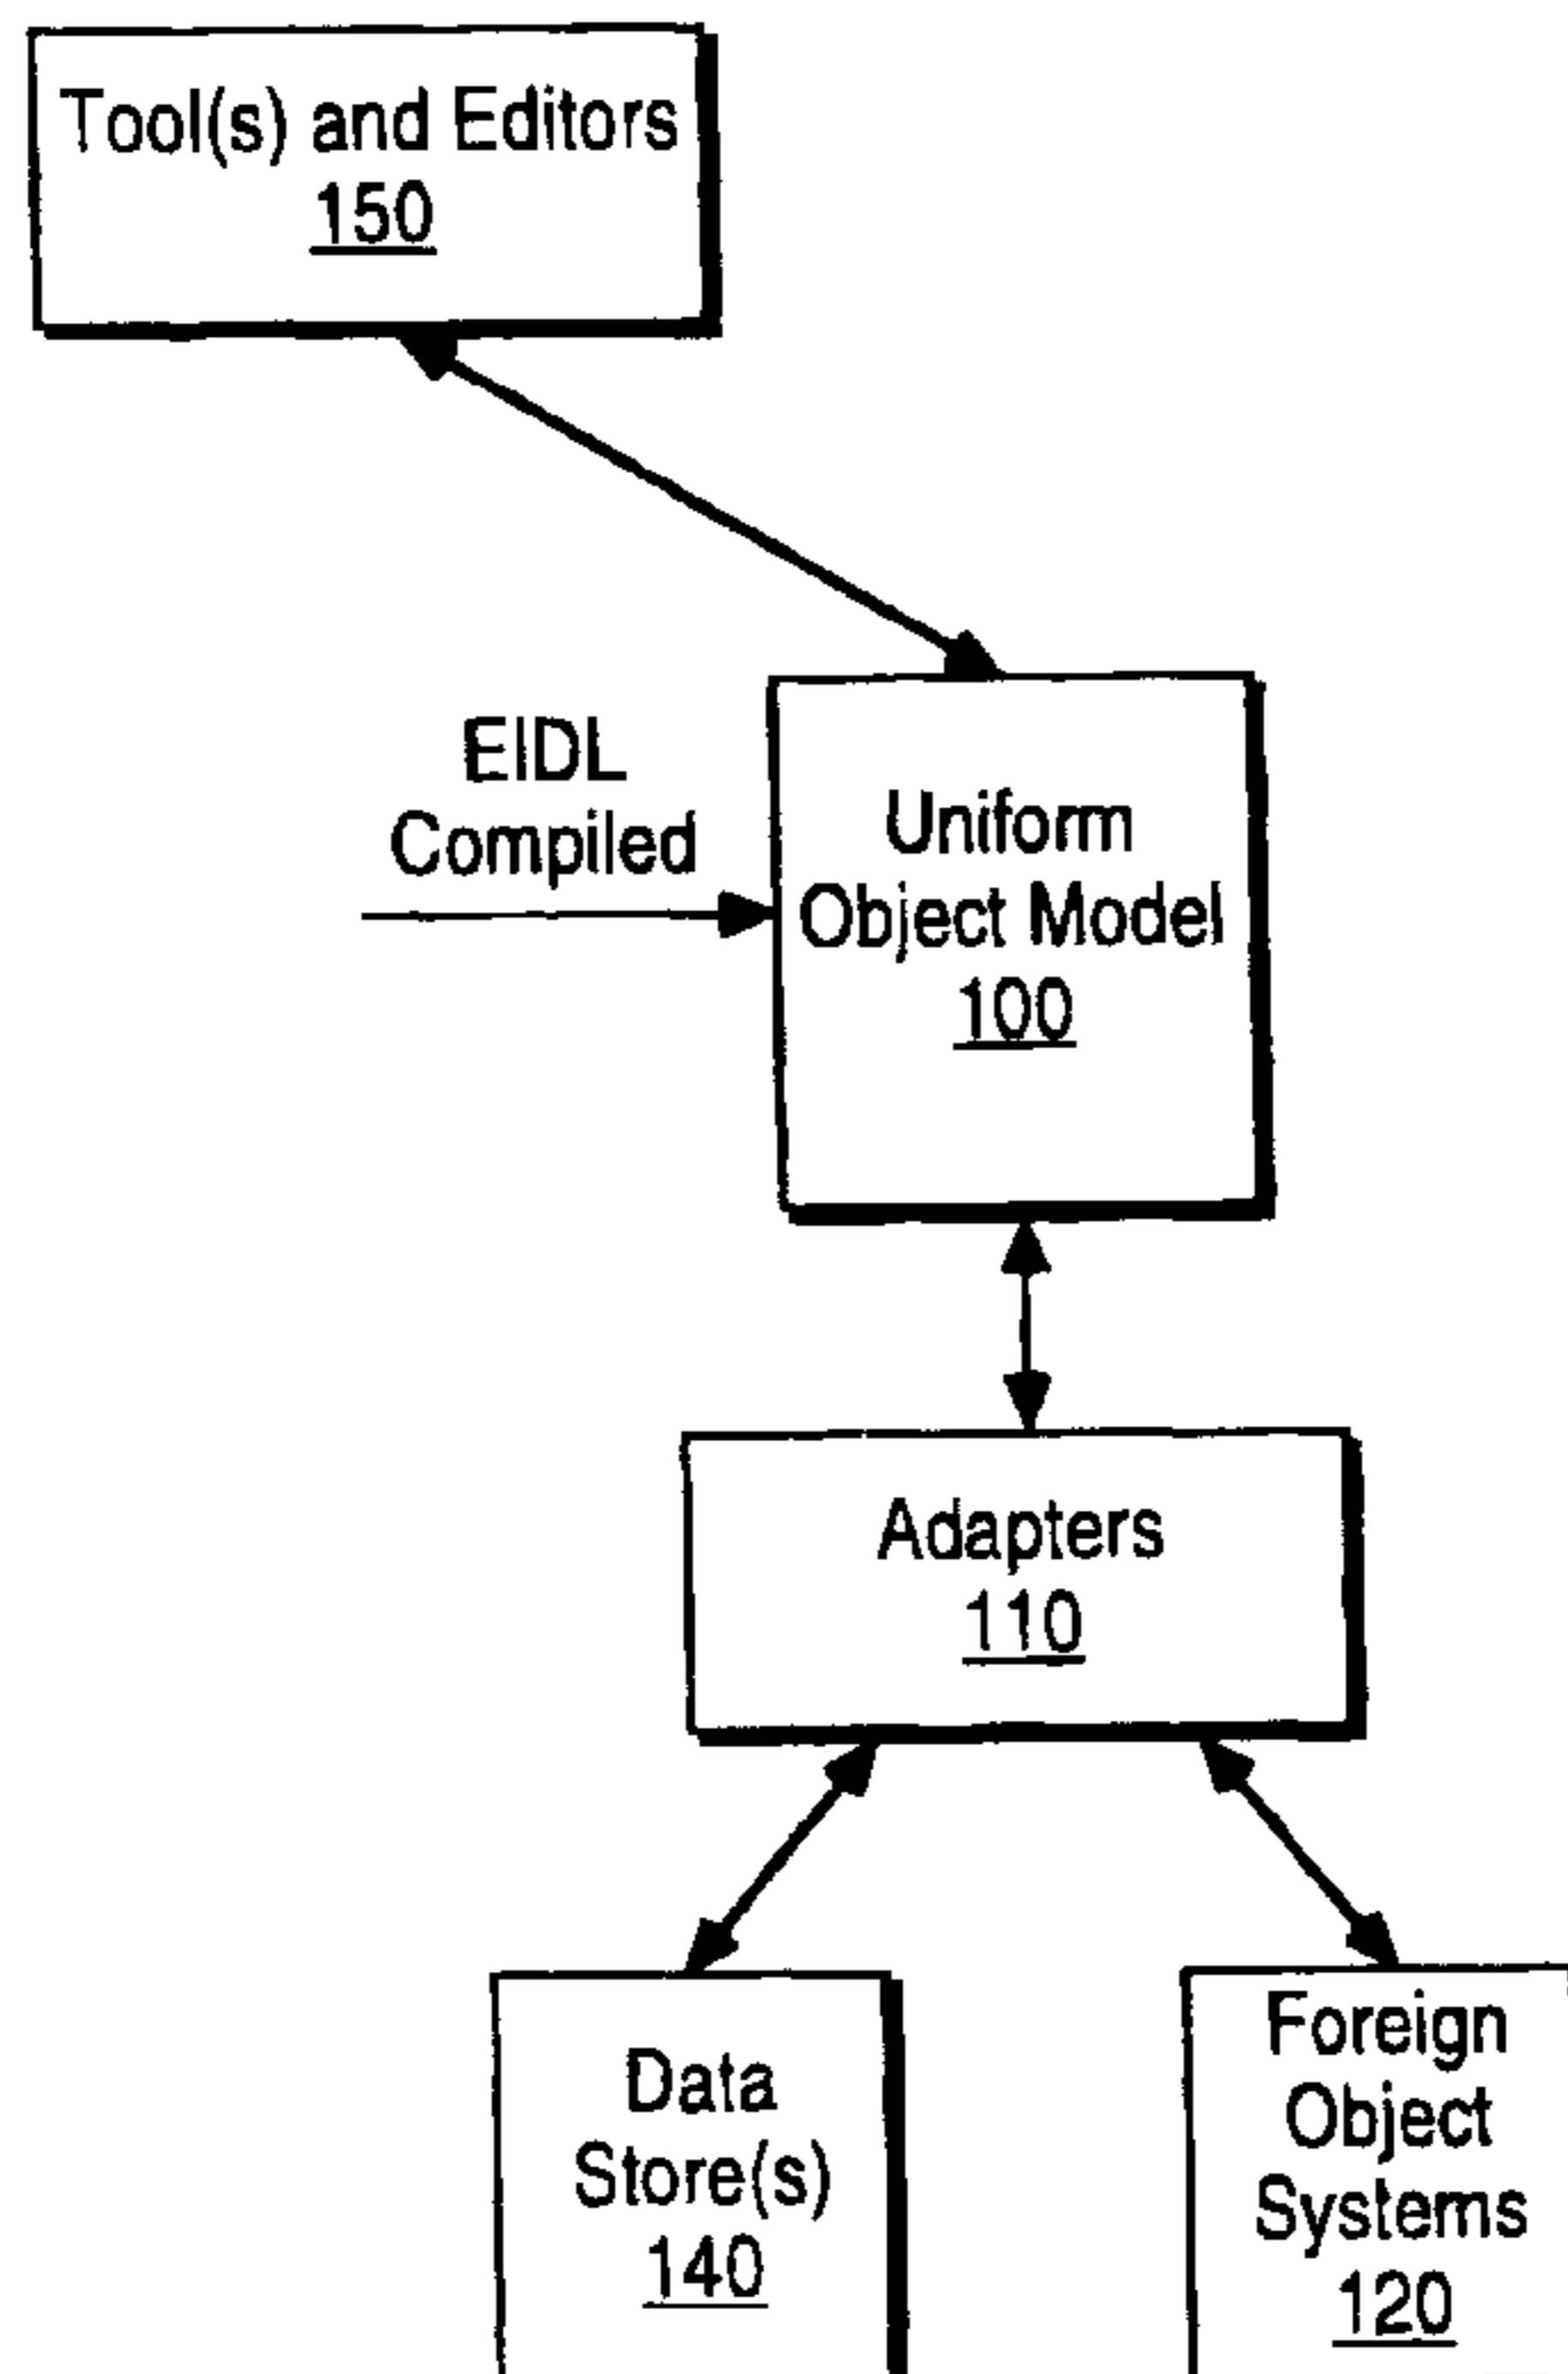 Tool(s) and Editors
150
EIDL
Compiled
Uniform
Object Model
100
Adapters
110
Data
Store(s)
140
Foreign
Object
Systems
120